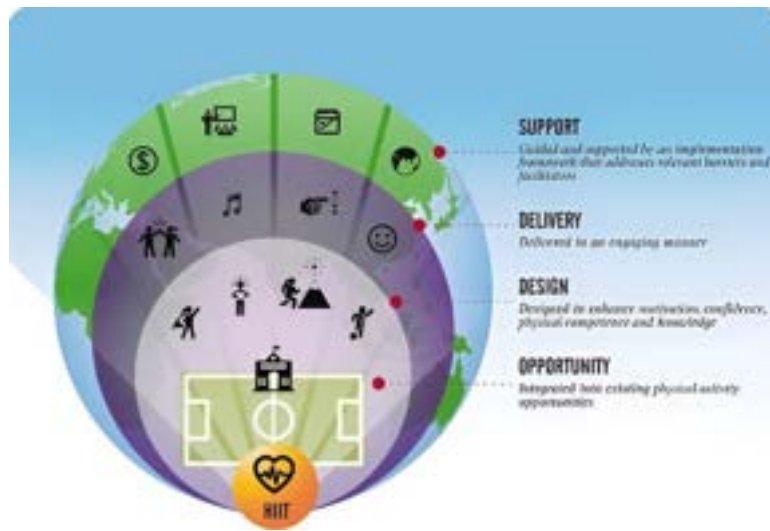 SUPPORT
Guided and supported by an implementation
framework that addresses relevant barriers and
facilitators
DELIVERY
Delivered in an engaging manner
DESIGN
Designed to enhance motivation, confidence,
physical competence and knowledge
OPPORTUNITY
Integrated into existing physical activity
opportunities
HIIT